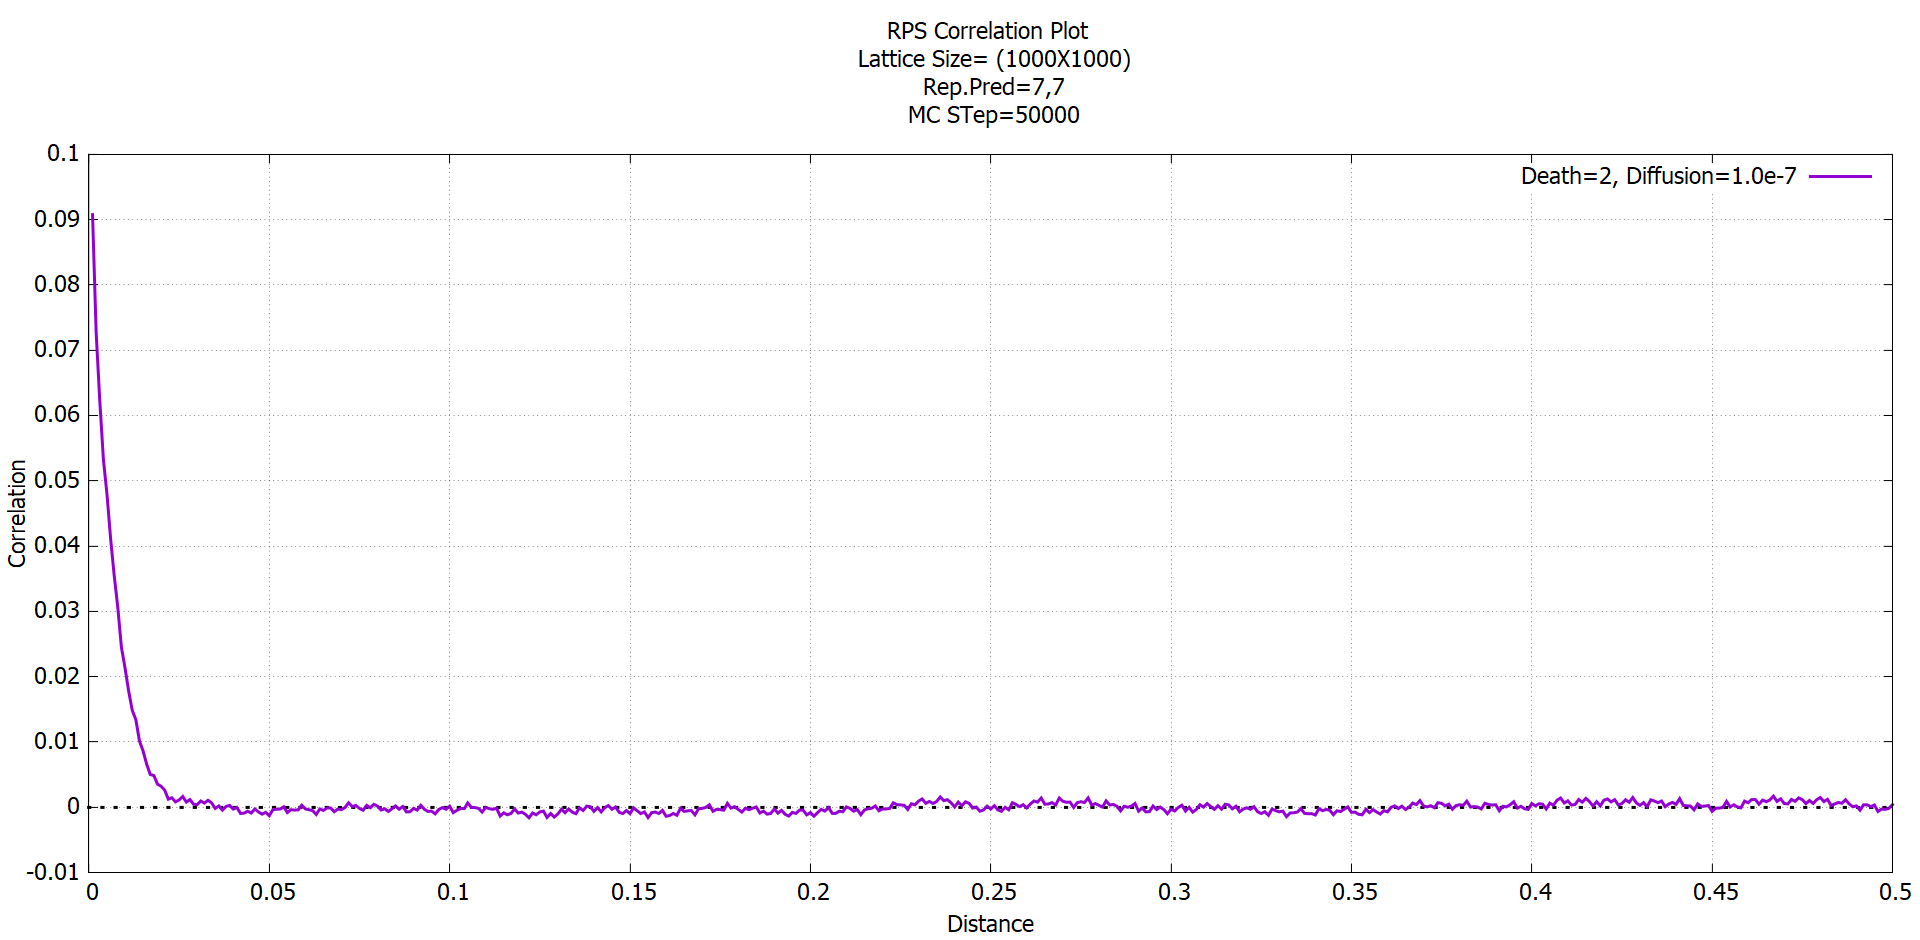 RPS Correlation Plot
Lattice Size= (1000X1000)
Rep.Pred=7,7
MC STep=50000
Death=2, Diffusion=1.0e-7
0.1
0.09
0.08
0.07
0.06
0.05
0.04
0.03
0.02
0.01
0
-0.01
Correlation
0 0.05 0.1 0.15 0.2 0.25 0.3 0.35 0.4 0.45 0.5
Distance